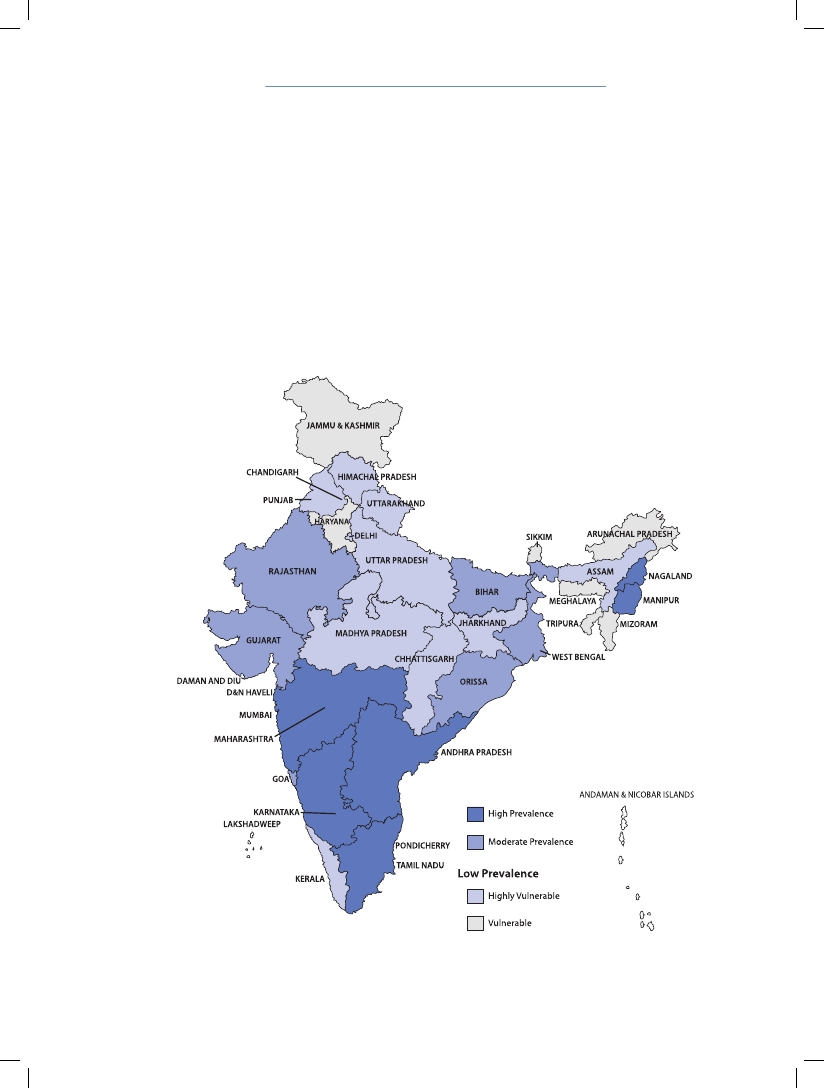 JAMMU & KASHMIR
CHANDIGARH
HIMACHAL PRADESH
PUNJAB
UTTARAKHAND
HARYANA
DELHI
SIKKIM
ARUNACHAL PRADESH
UTTAR PRADESH
RAJASTHAN
ASSAM
NAGALAND
BIHAR
MEGHALAYA
MANIPUR
JHARKHAND
TRIPURA
MIZORAM
MADHYA PRADESH
GUJARAT
CHHATTISGARH
WEST BENGAL
DAMAN AND DIU
ORISSA
D&N HAVELI
MUMBAI
MAHARASHTRA
ANDHRA PRADESH
GOA
ANDAMAN & NICOBAR ISLANDS
KARNATAKA
High Prevalence
LAKSHADWEEP
Moderate Prevalence
PONDICHERRY
TAMIL NADU
Low Prevalence
KERALA
Highly Vulnerable
Vulnerable